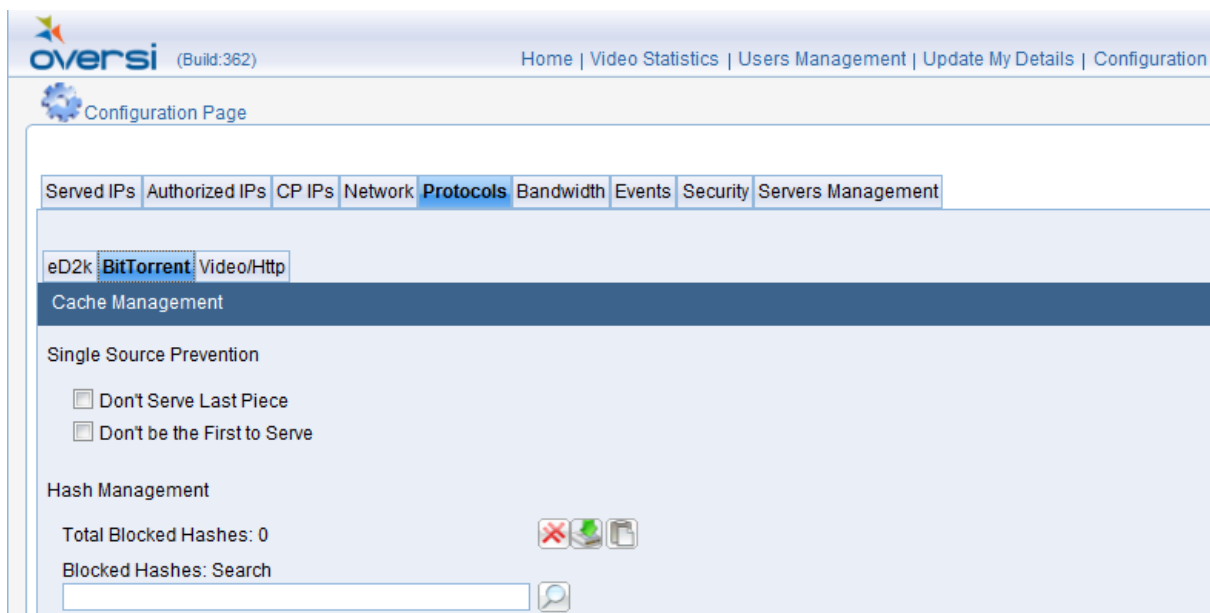 oversi (Build:362) Home | Video Statistics | Users Management | Update My Details | Configuration
Configuration Page
Served IPs Authorized IPs CP IPs Network Protocols Bandwidth Events Security Servers Management
eD2k BitTorrent Video/Http
Cache Management
Single Source Prevention
Don't Serve Last Piece
Don't be the First to Serve
Hash Management
Total Blocked Hashes: 0
Blocked Hashes: Search